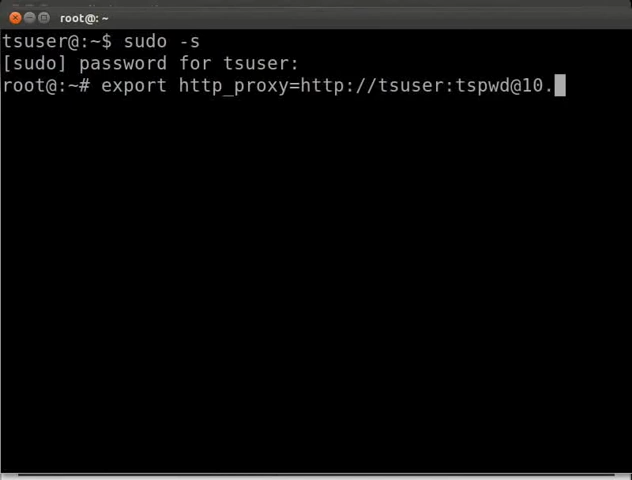 root@: ~
tsuser@:~$ sudo -s
[sudo] password for tsuser:
root@:~# export http_proxy=http://tsuser:tspwd@10.